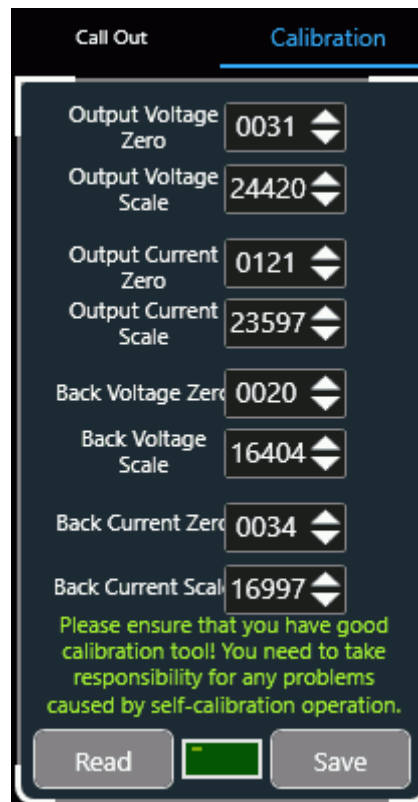 Call Out Calibration
Output Voltage
Zero
0031
Output Voltage
Scale
24420
Output Current
Zero
0121
Output Current
Scale
23597
Back Voltage Zero 0020
Back Voltage
Scale
16404
Back Current Zero 0034
Back Current Scal 16997
Please ensure that you have good
calibration tool! You need to take
responsibility for any problems
caused by self-calibration operation.
Read Save